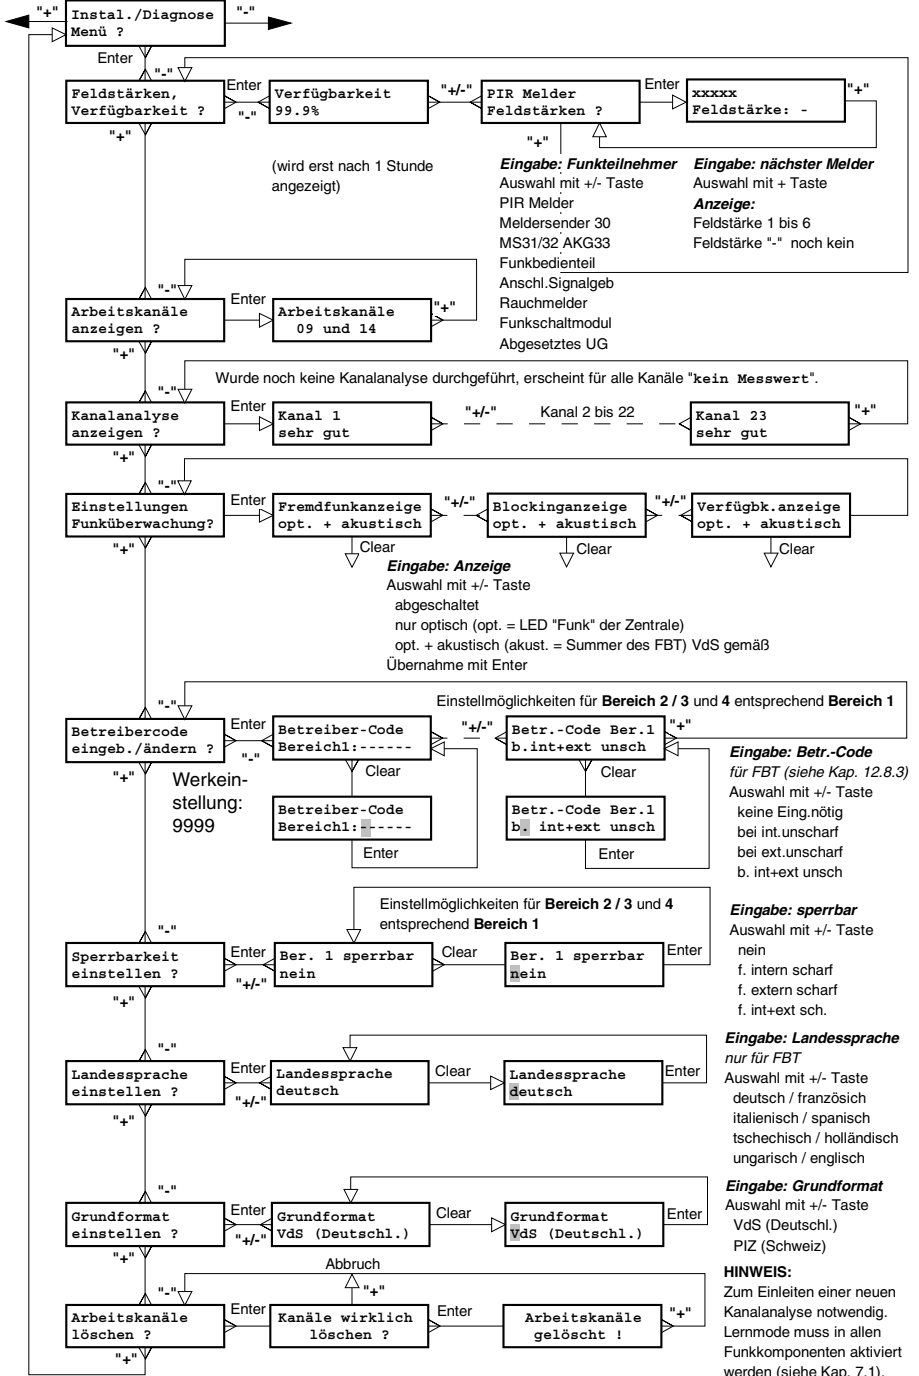 "+"
Instal./Diagnose
Menü ?
"-"
Enter
"-"
Feldstärken,
Verfügbarkeit ?
Enter
"-"
Verfügbarkeit
99.9%
"+/-"
PIR Melder
Feldstärken ?
Enter
xxxxx
Feldstärke: -
"+"
"+"
"+"
(wird erst nach 1 Stunde
angezeigt)
Eingabe: Funkteilnehmer
Auswahl mit +/- Taste
PIR Melder
Meldersender 30
MS31/32 AKG33
Funkbedienteil
Anschl.Signalgeb
Rauchmelder
Funkschaltmodul
Abgesetztes UG
Eingabe: nächster Melder
Auswahl mit + Taste
Anzeige:
Feldstärke 1 bis 6
Feldstärke "-" noch kein
"-"
Arbeitskanäle
anzeigen ?
Enter
Arbeitskanäle
09 und 14
"+"
"+"
Wurde noch keine Kanalanalyse durchgeführt, erscheint für alle Kanäle "kein Messwert".
"-"
Kanalanalyse
anzeigen ?
Enter
Kanal 1
sehr gut
"+/-"
Kanal 2 bis 22
Kanal 23
sehr gut
"+"
"+"
"-"
Einstellungen
Funküberwachung?
Enter
Fremdfunkanzeige
opt. + akustisch
"+/-"
Blockinganzeige
opt. + akustisch
"+/-"
Verfügbk.anzeige
opt. + akustisch
"+"
Clear
Clear
Clear
Eingabe: Anzeige
Auswahl mit +/- Taste
abgeschaltet
nur optisch (opt. = LED "Funk" der Zentrale)
opt. + akustisch (akust. = Summer des FBT) VdS gemäß
Übernahme mit Enter
Einstellmöglichkeiten für Bereich 2 / 3 und 4 entsprechend Bereich 1
"-"
Betreibercode
eingeb./ändern ?
Enter
"-"
Betreiber-Code
Bereich1:------
"+/-"
Betr.-Code Ber.1
b.int+ext unsch
"+"
"+"
Werkein-
stellung:
9999
Clear
Betreiber-Code
Bereich1:------
Enter
Clear
Betr.-Code Ber.1
b. int+ext unsch
Enter
Eingabe: Betr.-Code
für FBT (siehe Kap. 12.8.3)
Auswahl mit +/- Taste
keine Eing.nötig
bei int.unscharf
bei ext.unscharf
b. int+ext unsch
Einstellmöglichkeiten für Bereich 2 / 3 und 4
entsprechend Bereich 1
"-"
Sperrbarkeit
einstellen ?
Enter
"+/-"
Ber. 1 sperrbar
nein
Clear
Ber. 1 sperrbar
nein
Enter
"+"
Eingabe: sperrbar
Auswahl mit +/- Taste
nein
f. intern scharf
f. extern scharf
f. int+ext sch.
"-"
Landessprache
einstellen ?
Enter
"+/-"
Landessprache
deutsch
Clear
Landessprache
deutsch
Enter
"+"
Eingabe: Landessprache
nur für FBT
Auswahl mit +/- Taste
deutsch / französich
italienisch / spanisch
tschechisch / holländisch
ungarisch / englisch
"-"
Grundformat
einstellen ?
Enter
"+/-"
Grundformat
VdS (Deutschl.)
Clear
Grundformat
VdS (Deutschl.)
Enter
"+"
Eingabe: Grundformat
Auswahl mit +/- Taste
VdS (Deutschl.)
PIZ (Schweiz)
Abbruch
"+"
"-"
Arbeitskanäle
löschen ?
Enter
Kanäle wirklich
löschen ?
Enter
Arbeitskanäle
gelöscht !
"+"
"+"
HINWEIS:
Zum Einleiten einer neuen
Kanalanalyse notwendig.
Lernmode muss in allen
Funkkomponenten aktiviert
werden (siehe Kap. 7.1).